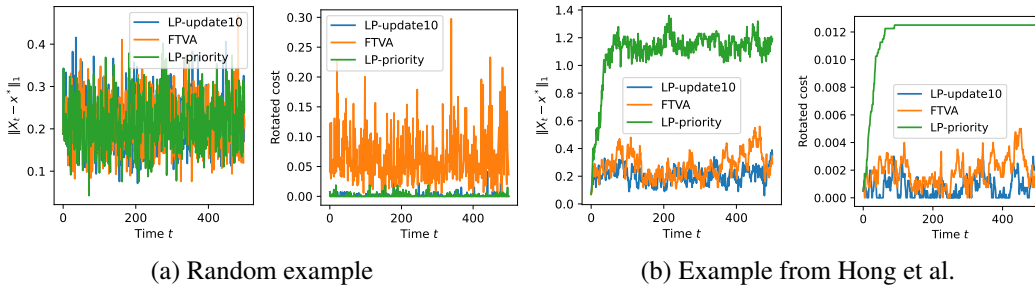 ‖X_t − x*‖_1
0.4
0.3
0.2
0.1
LP-update10
FTVA
LP-priority
0
200
400
Time t
Rotated cost
0.30
0.25
0.20
0.15
0.10
0.05
0.00
LP-update10
FTVA
LP-priority
0
200
400
Time t
‖X_t − x*‖_1
1.4
1.2
1.0
0.8
0.6
0.4
0.2
0.0
LP-update10
FTVA
LP-priority
0
200
400
Time t
Rotated cost
0.012
0.010
0.008
0.006
0.004
0.002
0.000
LP-update10
FTVA
LP-priority
0
200
400
Time t
(a) Random example
(b) Example from Hong et al.